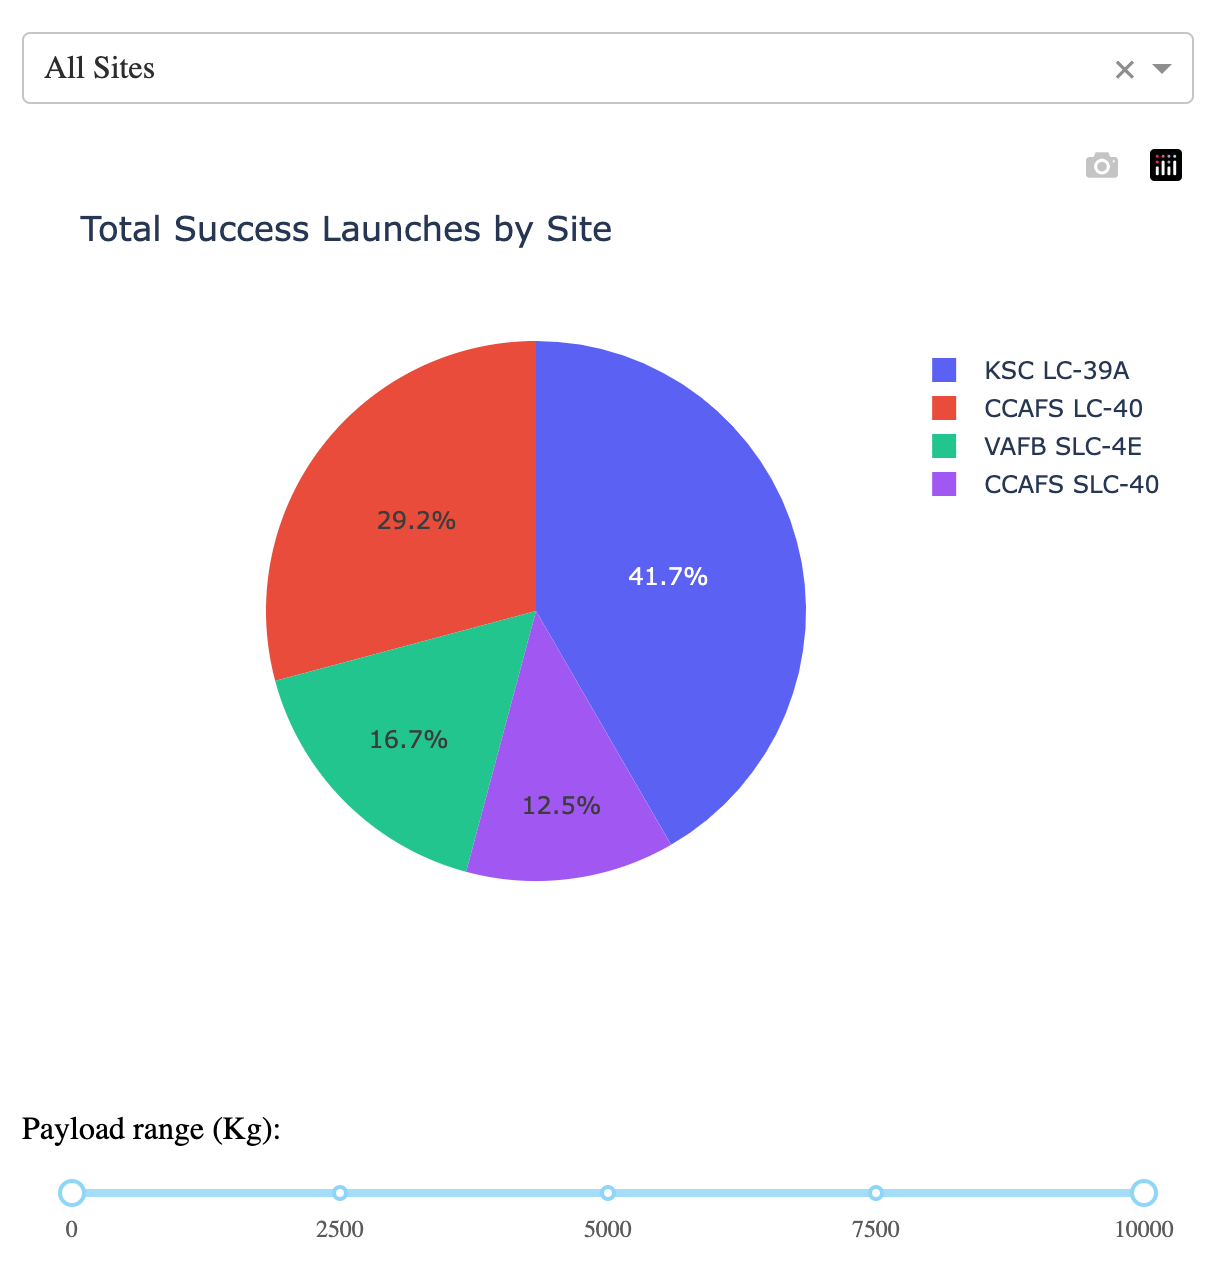 All Sites
Total Success Launches by Site
KSC LC-39A
CCAFS LC-40
VAFB SLC-4E
CCAFS SLC-40
29.2%
41.7%
16.7%
12.5%
Payload range (Kg):
0 2500 5000 7500 10000